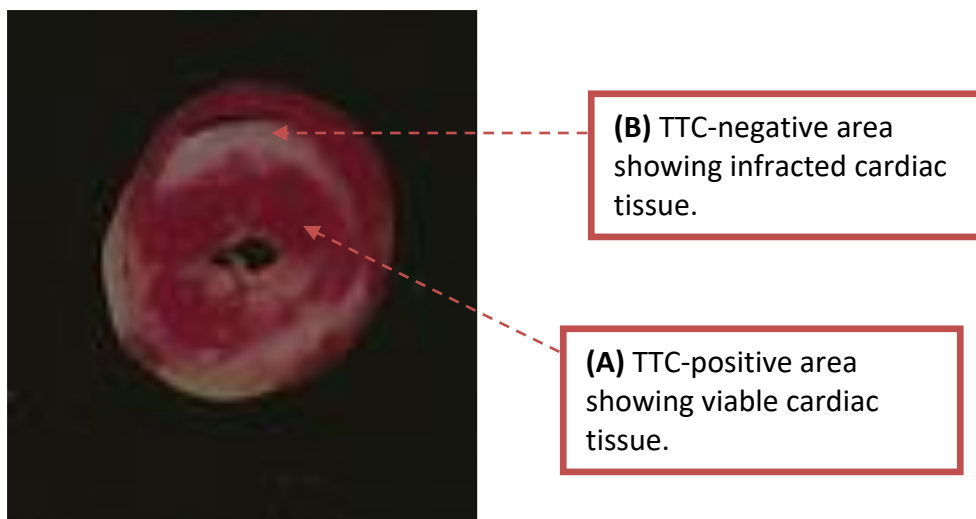 (B) TTC-negative area
showing infracted cardiac
tissue.
(A) TTC-positive area
showing viable cardiac
tissue.